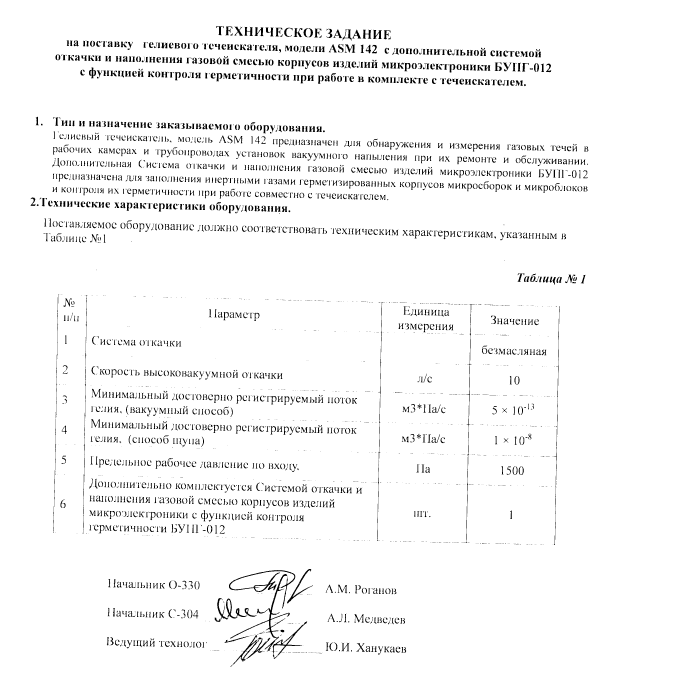 ТЕХНИЧЕСКОЕ ЗАДАНИЕ
на поставку гелиевого течеискателя, модели ASM 142 с дополнительной системой
откачки и наполнения газовой смесью корпусов изделий микроэлектроники БУПГ-012
с функцией контроля герметичности при работе в комплекте с течеискателем.
1. Тип и назначение заказываемого оборудования.
Гелиевый течеискатель, модель ASM 142 предназначен для обнаружения и измерения газовых течей в
рабочих камерах и трубопроводах установок вакуумного напыления при их ремонте и обслуживании.
Дополнительная Система откачки и наполнения газовой смесью изделий микроэлектроники БУПГ-012
предназначена для заполнения инертными газами герметизированных корпусов микросборок и микроблоков
и контроля их герметичности при работе совместно с течеискателем.
2.Технические характеристики оборудования.
Поставляемое оборудование должно соответствовать техническим характеристикам, указанным в
Таблице №1
Таблица № 1
№ п/п Параметр Единица измерения Значение
1 Система откачки безмасляная
2 Скорость высоковакуумной откачки л/с 10
3 Минимальный достоверно регистрируемый поток
гелия, (вакуумный способ) м3*Па/с 5 × 10⁻¹³
4 Минимальный достоверно регистрируемый поток
гелия, (способ щупа) м3*Па/с 1 × 10⁻⁸
5 Предельное рабочее давление по входу. Па 1500
6 Дополнительно комплектуется Системой откачки и
наполнения газовой смесью корпусов изделий
микроэлектроники с функцией контроля
герметичности БУПГ-012 шт. 1
Начальник О-330 А.М. Роганов
Начальник С-304 А.Л. Медведев
Ведущий технолог Ю.И. Ханукаев